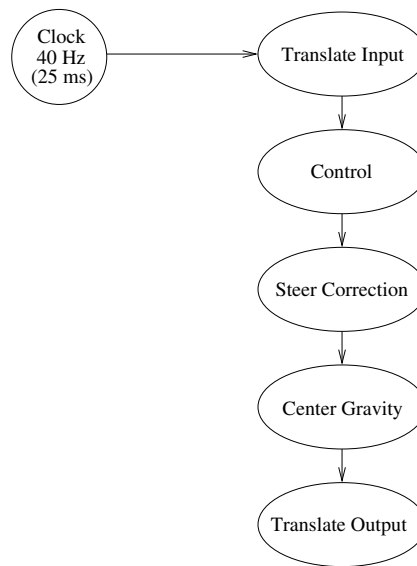 Clock
40 Hz
(25 ms)
Translate Input
Control
Steer Correction
Center Gravity
Translate Output